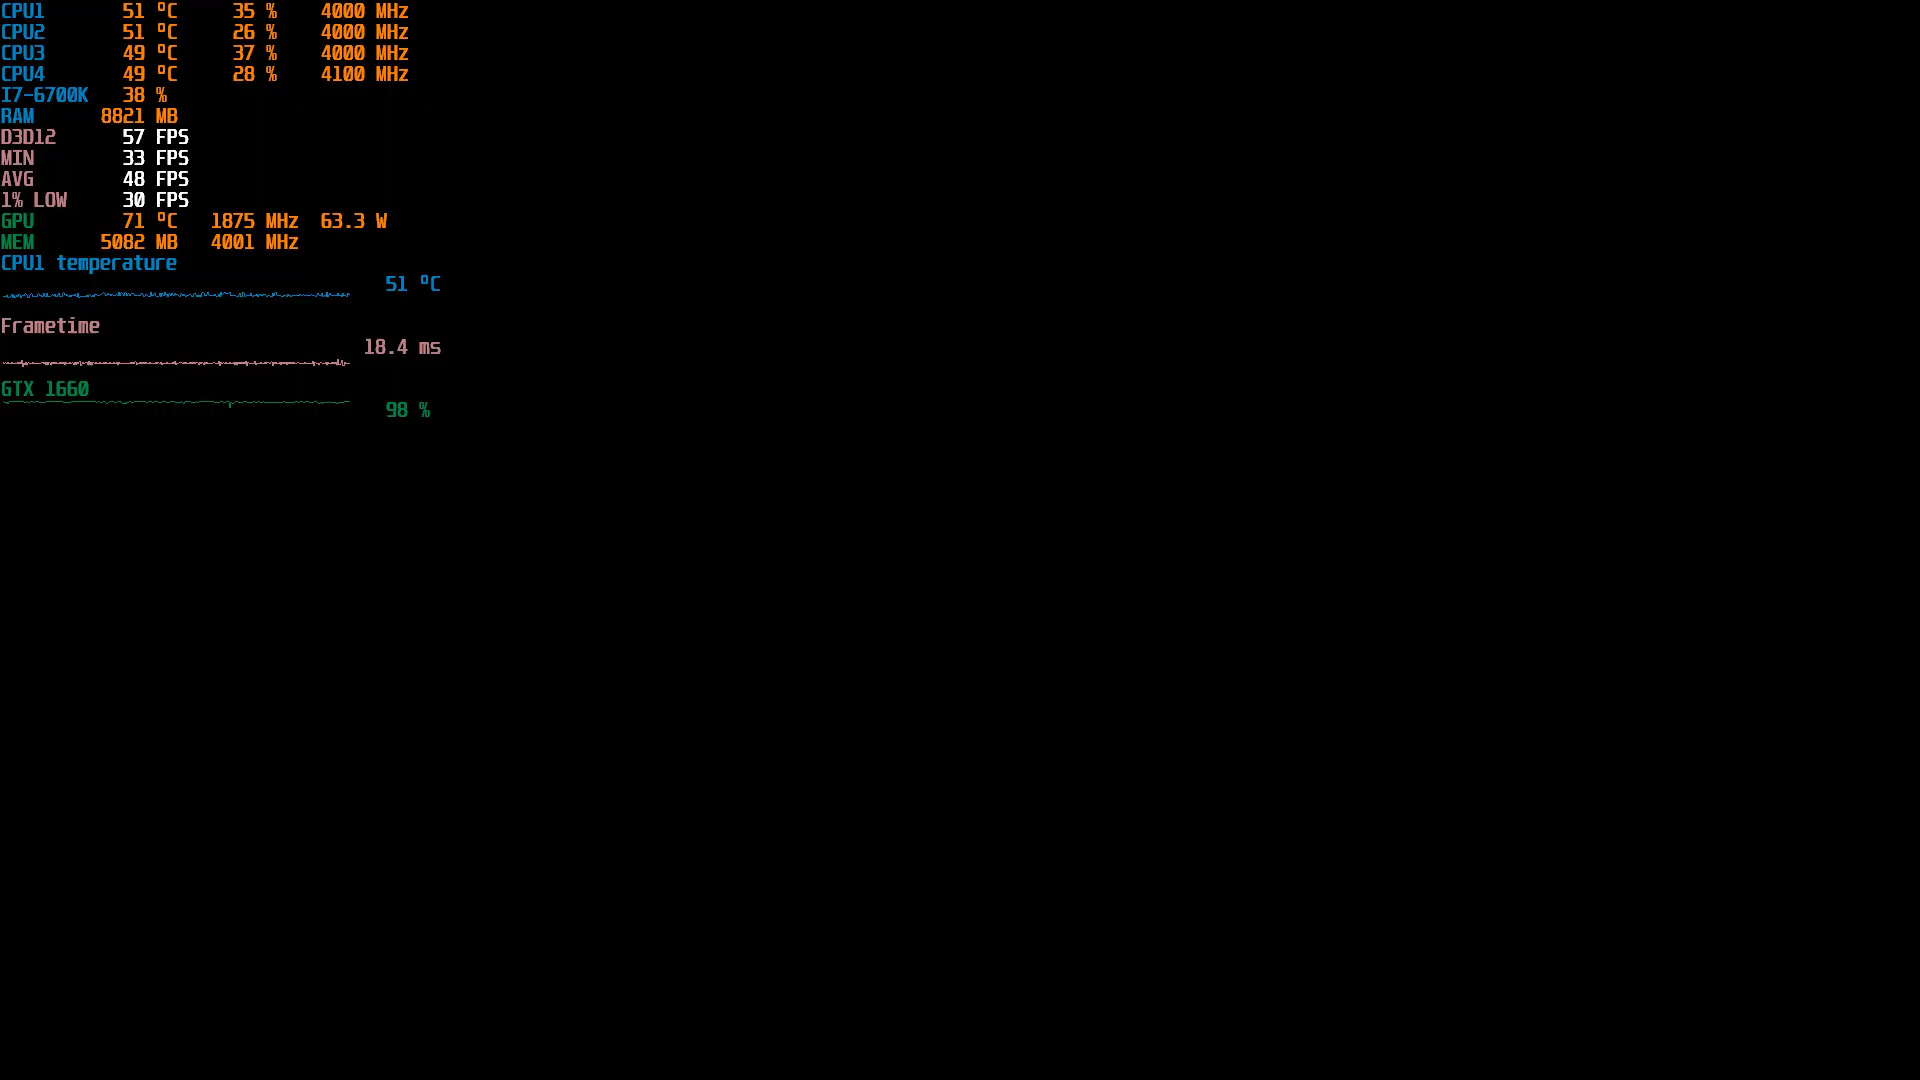 CPU1 51 °C 35 % 4000 MHz
CPU2 51 °C 26 % 4000 MHz
CPU3 49 °C 37 % 4000 MHz
CPU4 49 °C 28 % 4100 MHz
I7-6700K 38 %
RAM 8821 MB
D3D12 57 FPS
MIN 33 FPS
AVG 48 FPS
1% LOW 30 FPS
GPU 71 °C 1875 MHz 63.3 W
MEM 5082 MB 4001 MHz
CPU1 temperature
51 °C
Frametime
18.4 ms
GTX 1660
98 %